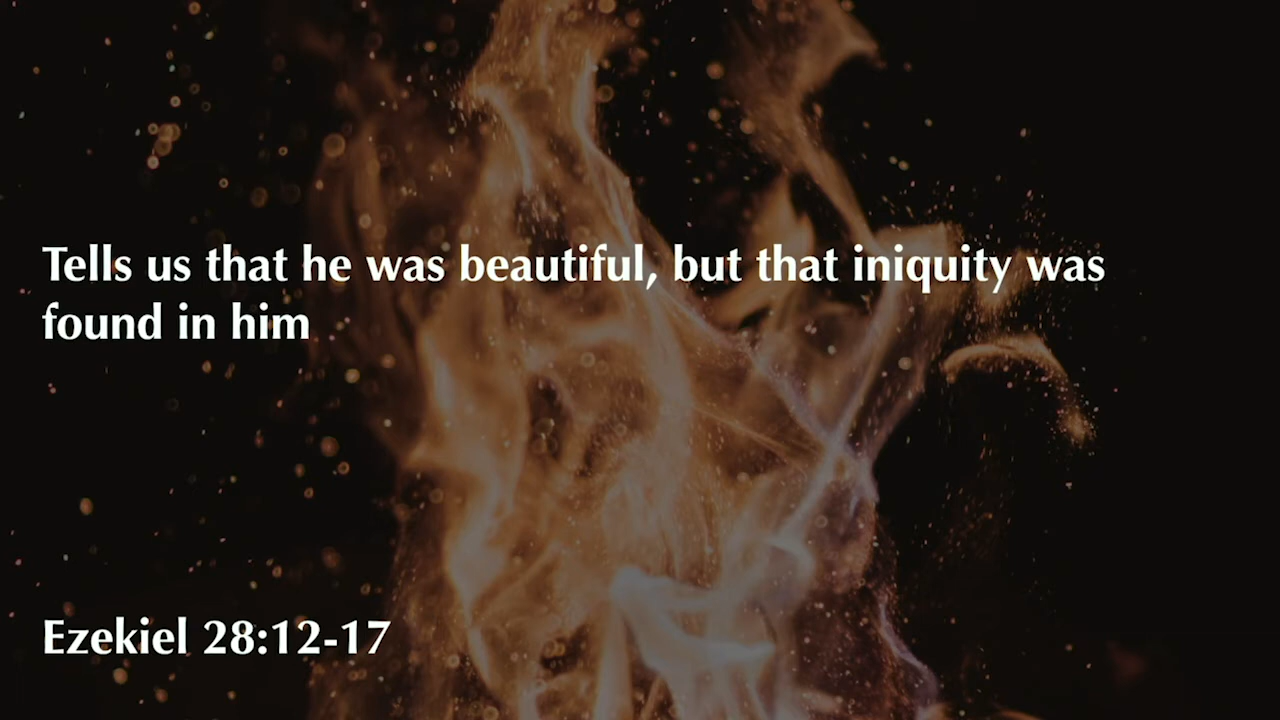 Tells us that he was beautiful, but that iniquity was
found in him
Ezekiel 28:12-17